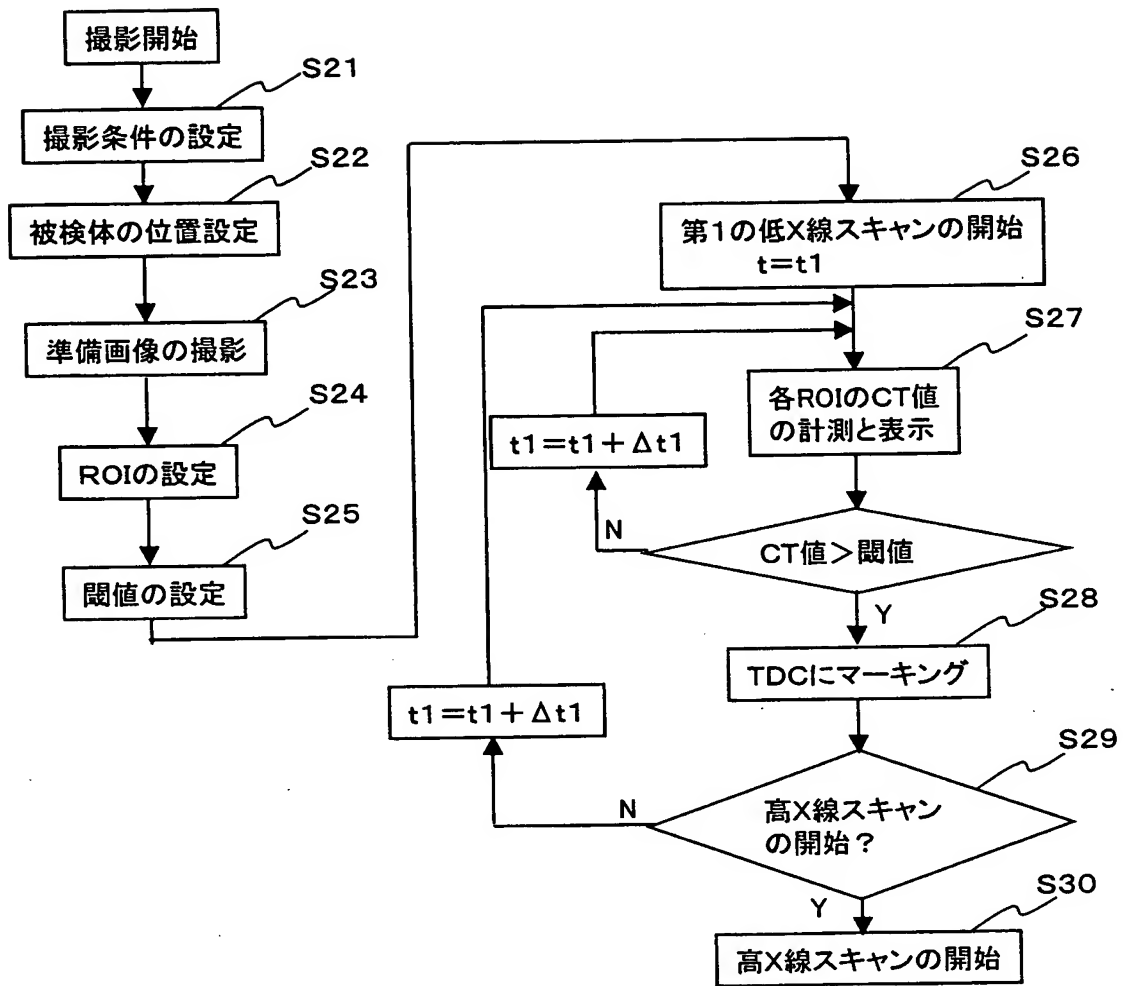 撮影開始
S21
撮影条件の設定
S22
被検体の位置設定
S23
準備画像の撮影
S24
ROIの設定
S25
閾値の設定
S26
第1の低X線スキャンの開始
t=t1
S27
各ROIのCT値
の計測と表示
t1=t1+Δt1
N
CT値>閾値
Y
S28
TDCにマーキング
t1=t1+Δt1
S29
N
高X線スキャン
の開始?
Y
S30
高X線スキャンの開始